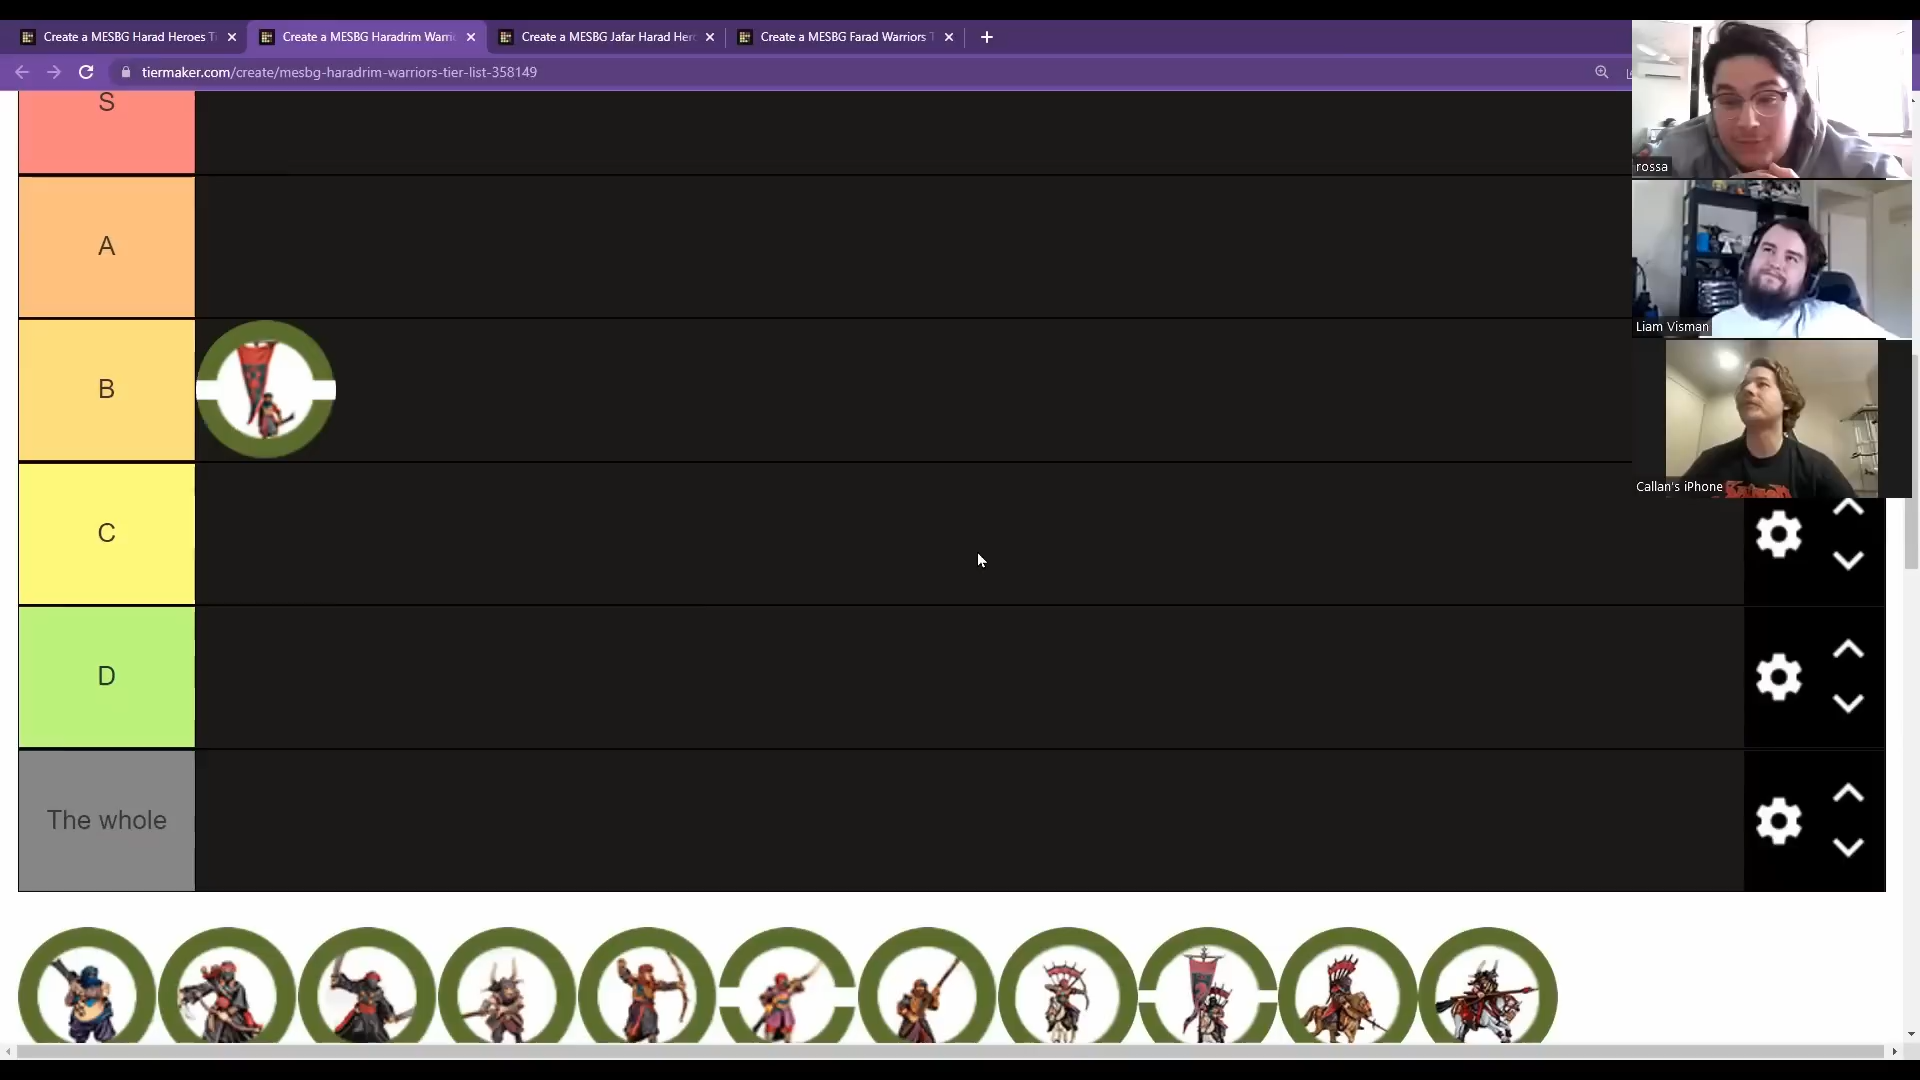 Create a MESBG Harad Heroes Ti
Create a MESBG Haradrim Warri
Create a MESBG Jafar Harad Her
Create a MESBG Farad Warriors T
tiermaker.com/create/mesbg-haradrim-warriors-tier-list-358149
S
A
B
C
D
The whole
rossa
Liam Visman
Callan's iPhone